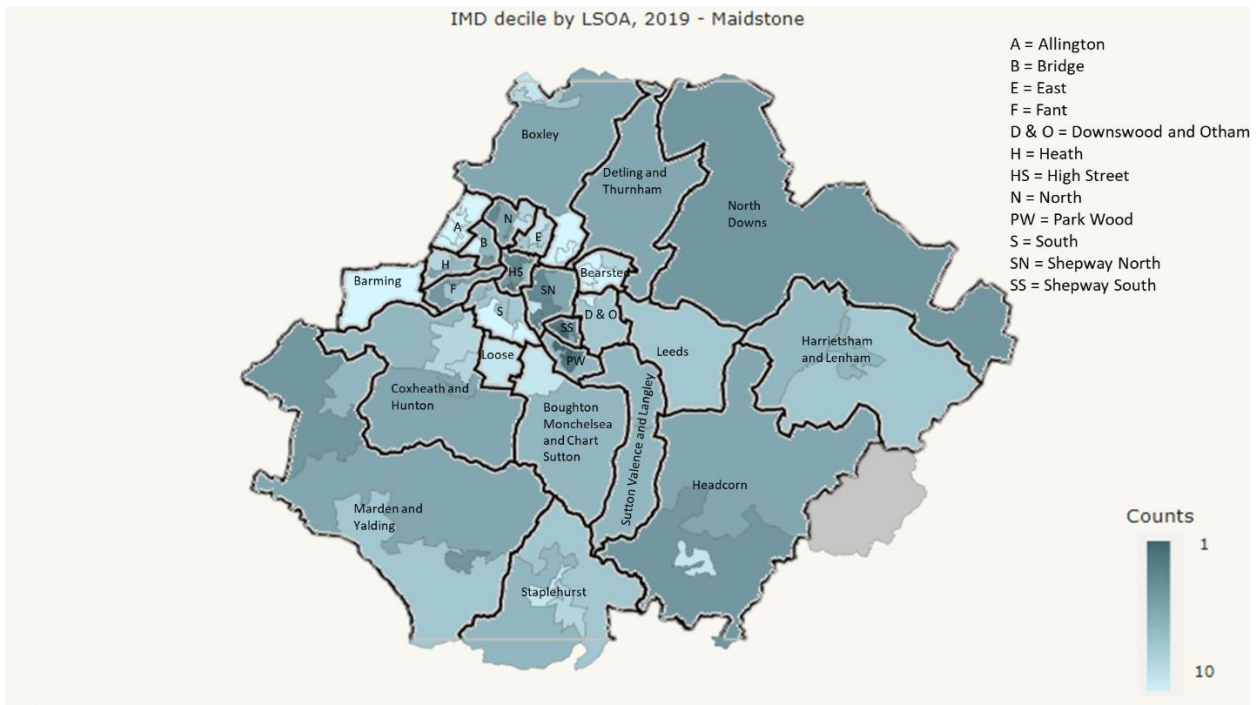 IMD decile by LSOA, 2019 - Maidstone
A = Allington
B = Bridge
E = East
F = Fant
D & O = Downswood and Otham
H = Heath
HS = High Street
N = North
PW = Park Wood
S = South
SN = Shepway North
SS = Shepway South
Boxley
Detling and
Thurnham
North
Downs
A
N
E
B
H
HS
Bearsted
Barming
F
SN
S
D & O
SS
Loose
PW
Leeds
Harrietsham
and Lenham
Coxheath and
Hunton
Boughton
Monchelsea
and Chart
Sutton
Sutton Valence and Langley
Headcorn
Marden and
Yalding
Staplehurst
Counts
1
10